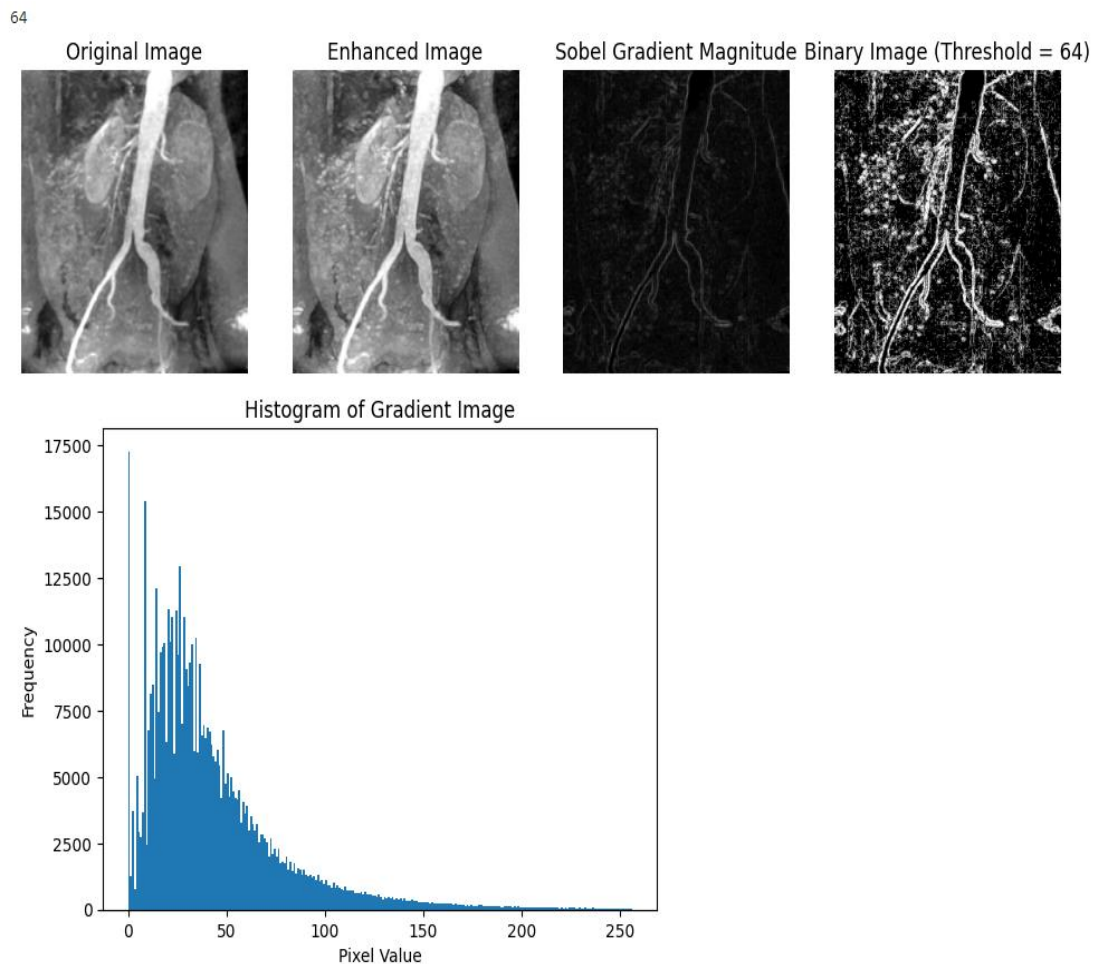 64
Original Image
Enhanced Image
Sobel Gradient Magnitude
Binary Image (Threshold = 64)
Histogram of Gradient Image
17500
15000
12500
10000
7500
5000
2500
0
Frequency
0 50 100 150 200 250
Pixel Value